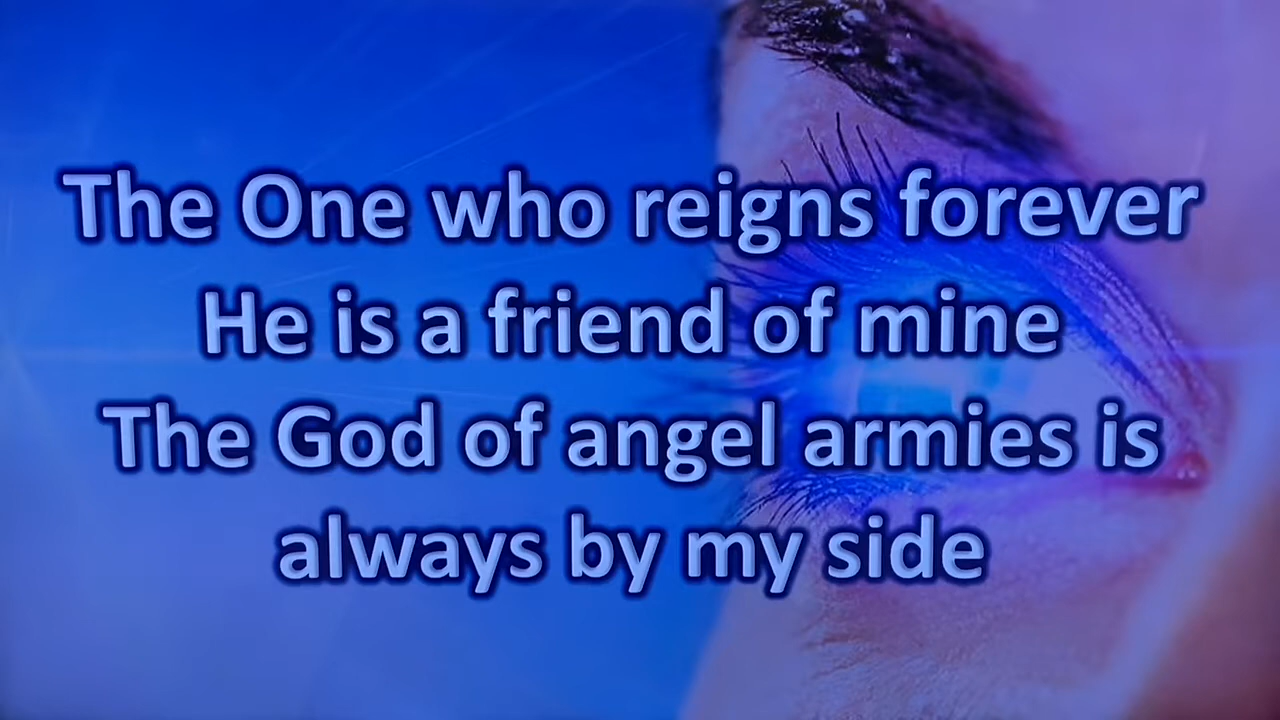 The One who reigns forever
He is a friend of mine
The God of angel armies is
always by my side